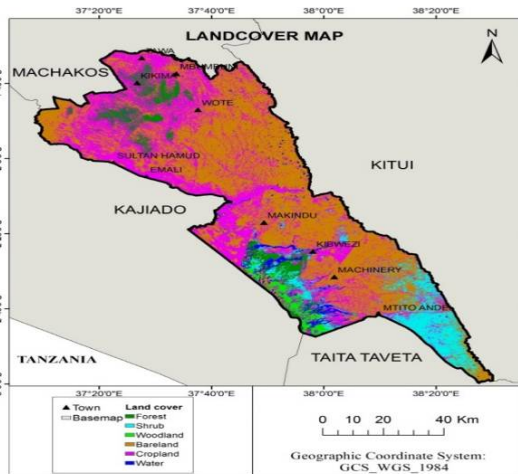 37°20'0"E 37°40'0"E 38°0'0"E 38°20'0"E
LANDCOVER MAP
N
MACHAKOS
KIKIMA
WOTE
KITUI
SULTAN HAMUD
EMALI
KAJIADO
MAKINDU
KIBWEZI
MACHINERY
MTITO ANDEI
TANZANIA
TAITA TAVETA
37°20'0"E 37°40'0"E 38°0'0"E 38°20'0"E
Town
Basemap
Land cover
Forest
Shrub
Woodland
Bareland
Cropland
Water
0 10 20 40 Km
Geographic Coordinate System:
GCS_WGS_1984